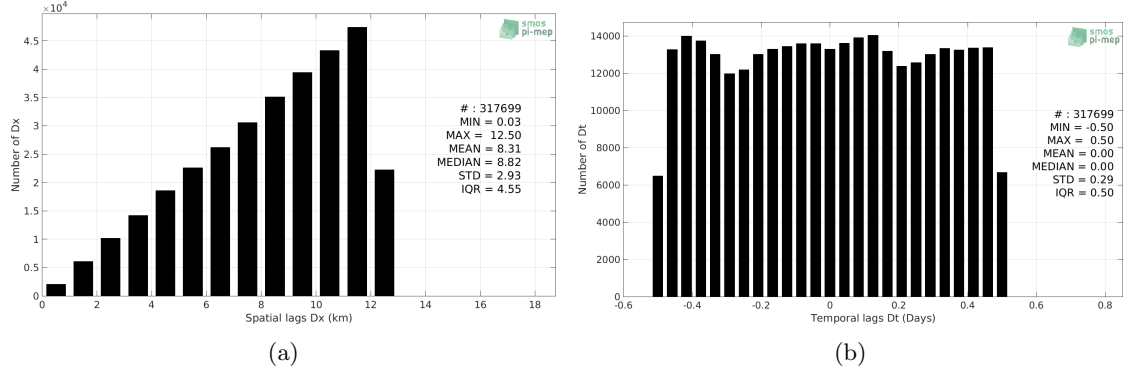 ×10⁴
4.5
4
3.5
3
2.5
2
1.5
1
0.5
0
Number of Dx
0 2 4 6 8 10 12 14 16 18
Spatial lags Dx (km)
smos
pi-mep
# : 317699
MIN = 0.03
MAX = 12.50
MEAN = 8.31
MEDIAN = 8.82
STD = 2.93
IQR = 4.55
(a)
14000
12000
10000
8000
6000
4000
2000
0
Number of Dt
-0.6 -0.4 -0.2 0 0.2 0.4 0.6 0.8
Temporal lags Dt (Days)
smos
pi-mep
# : 317699
MIN = -0.50
MAX = 0.50
MEAN = 0.00
MEDIAN = 0.00
STD = 0.29
IQR = 0.50
(b)